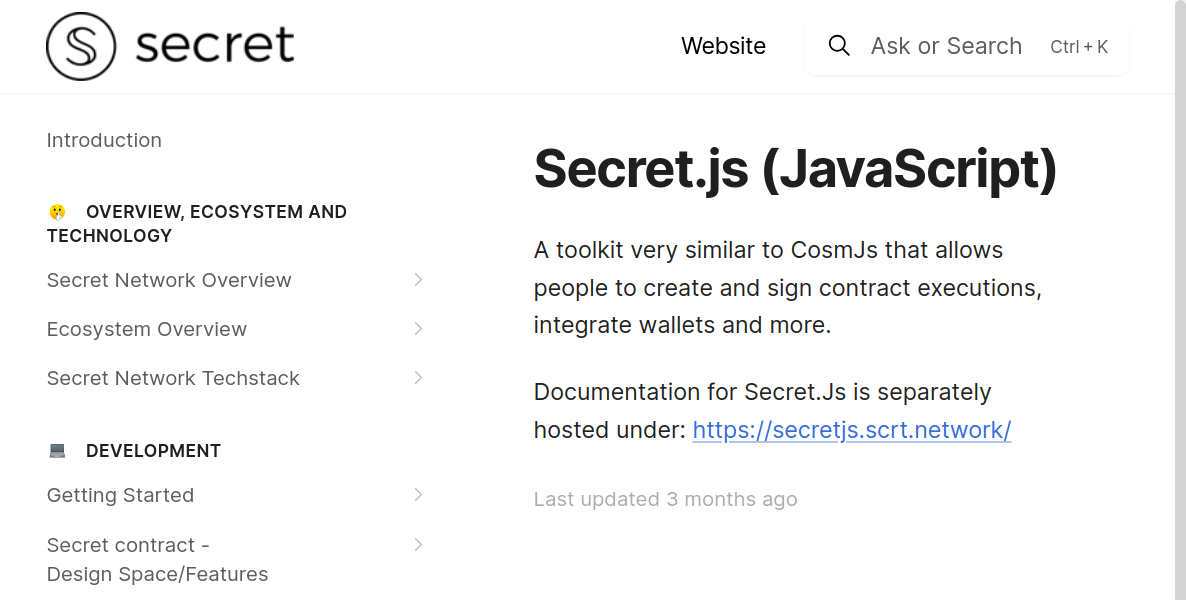 secret
Website
Ask or Search Ctrl + K
Introduction
OVERVIEW, ECOSYSTEM AND
TECHNOLOGY
Secret Network Overview
Ecosystem Overview
Secret Network Techstack
DEVELOPMENT
Getting Started
Secret contract -
Design Space/Features
Secret.js (JavaScript)
A toolkit very similar to CosmJs that allows
people to create and sign contract executions,
integrate wallets and more.
Documentation for Secret.Js is separately
hosted under: https://secretjs.scrt.network/
Last updated 3 months ago